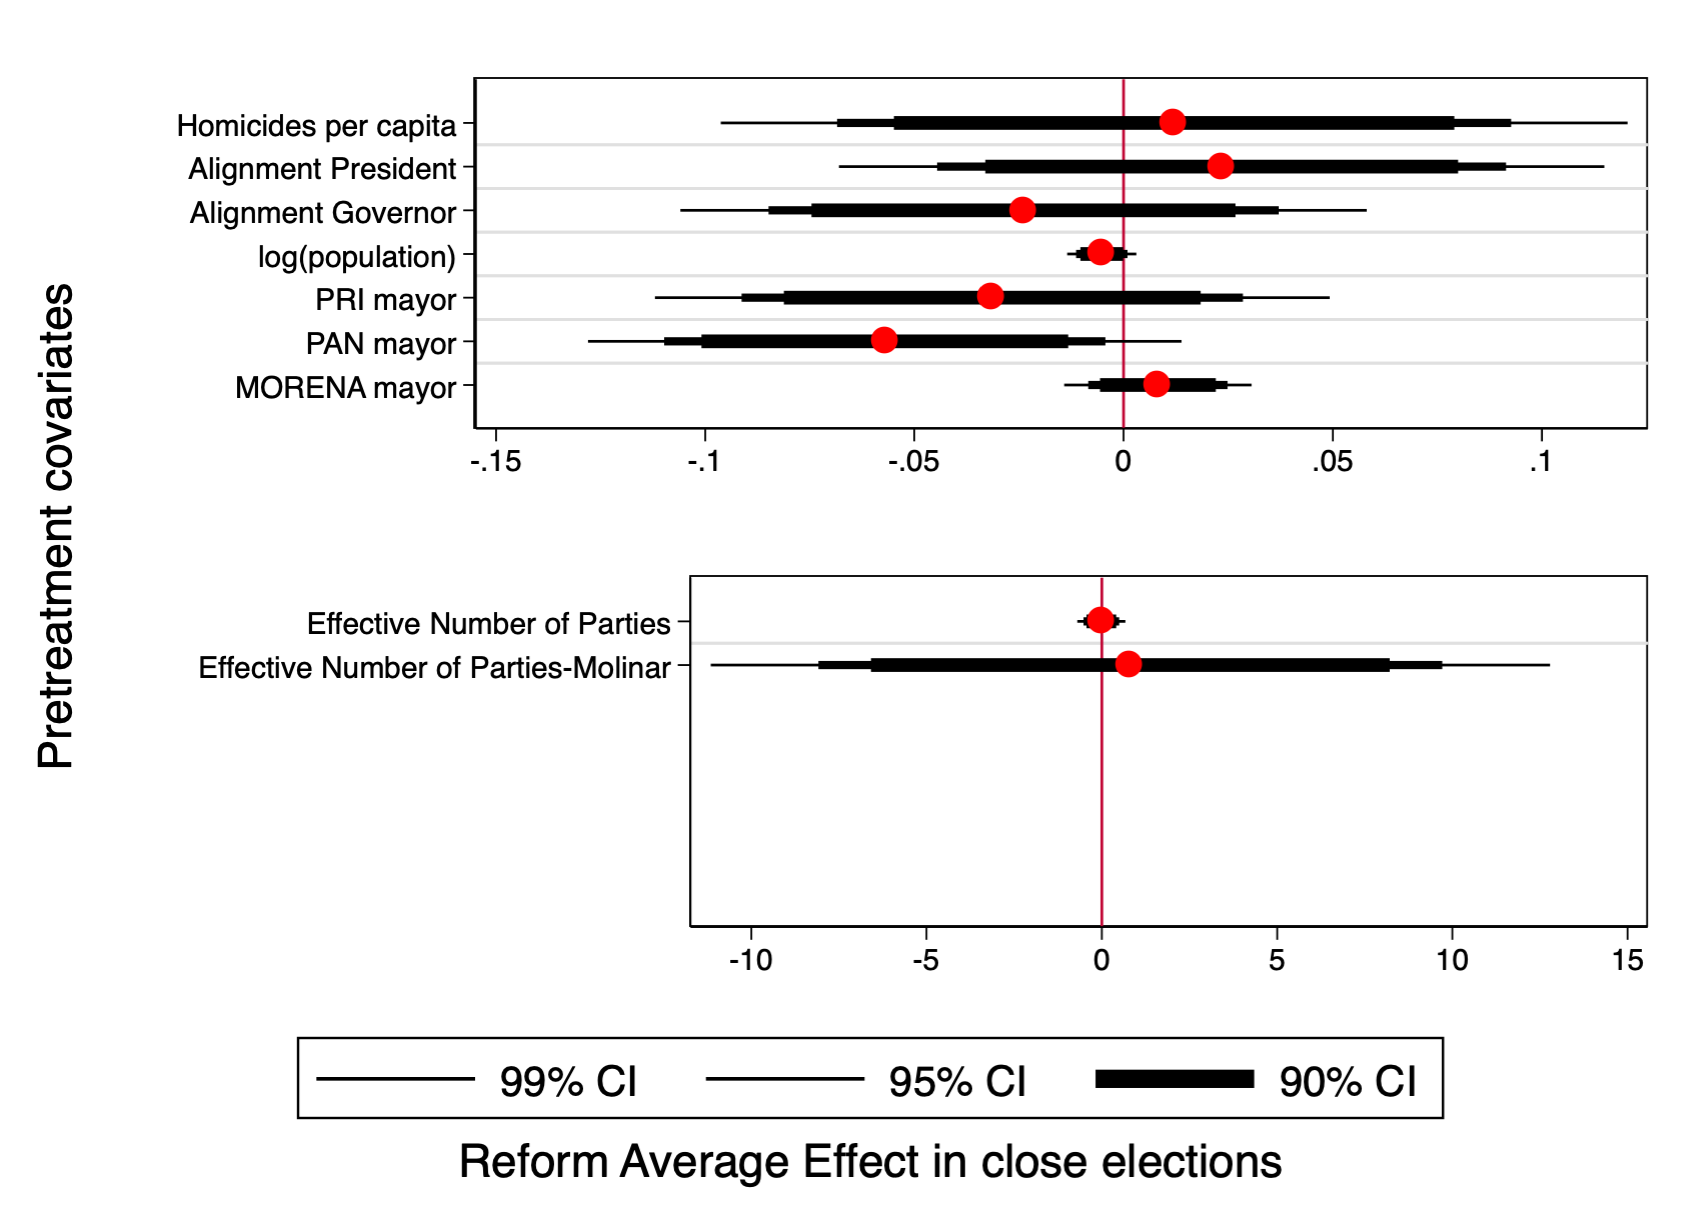 Pretreatment covariates
Homicides per capita
Alignment President
Alignment Governor
log(population)
PRI mayor
PAN mayor
MORENA mayor
-.15 -.1 -.05 0 .05 .1
Effective Number of Parties
Effective Number of Parties-Molinar
-10 -5 0 5 10 15
99% CI 95% CI 90% CI
Reform Average Effect in close elections